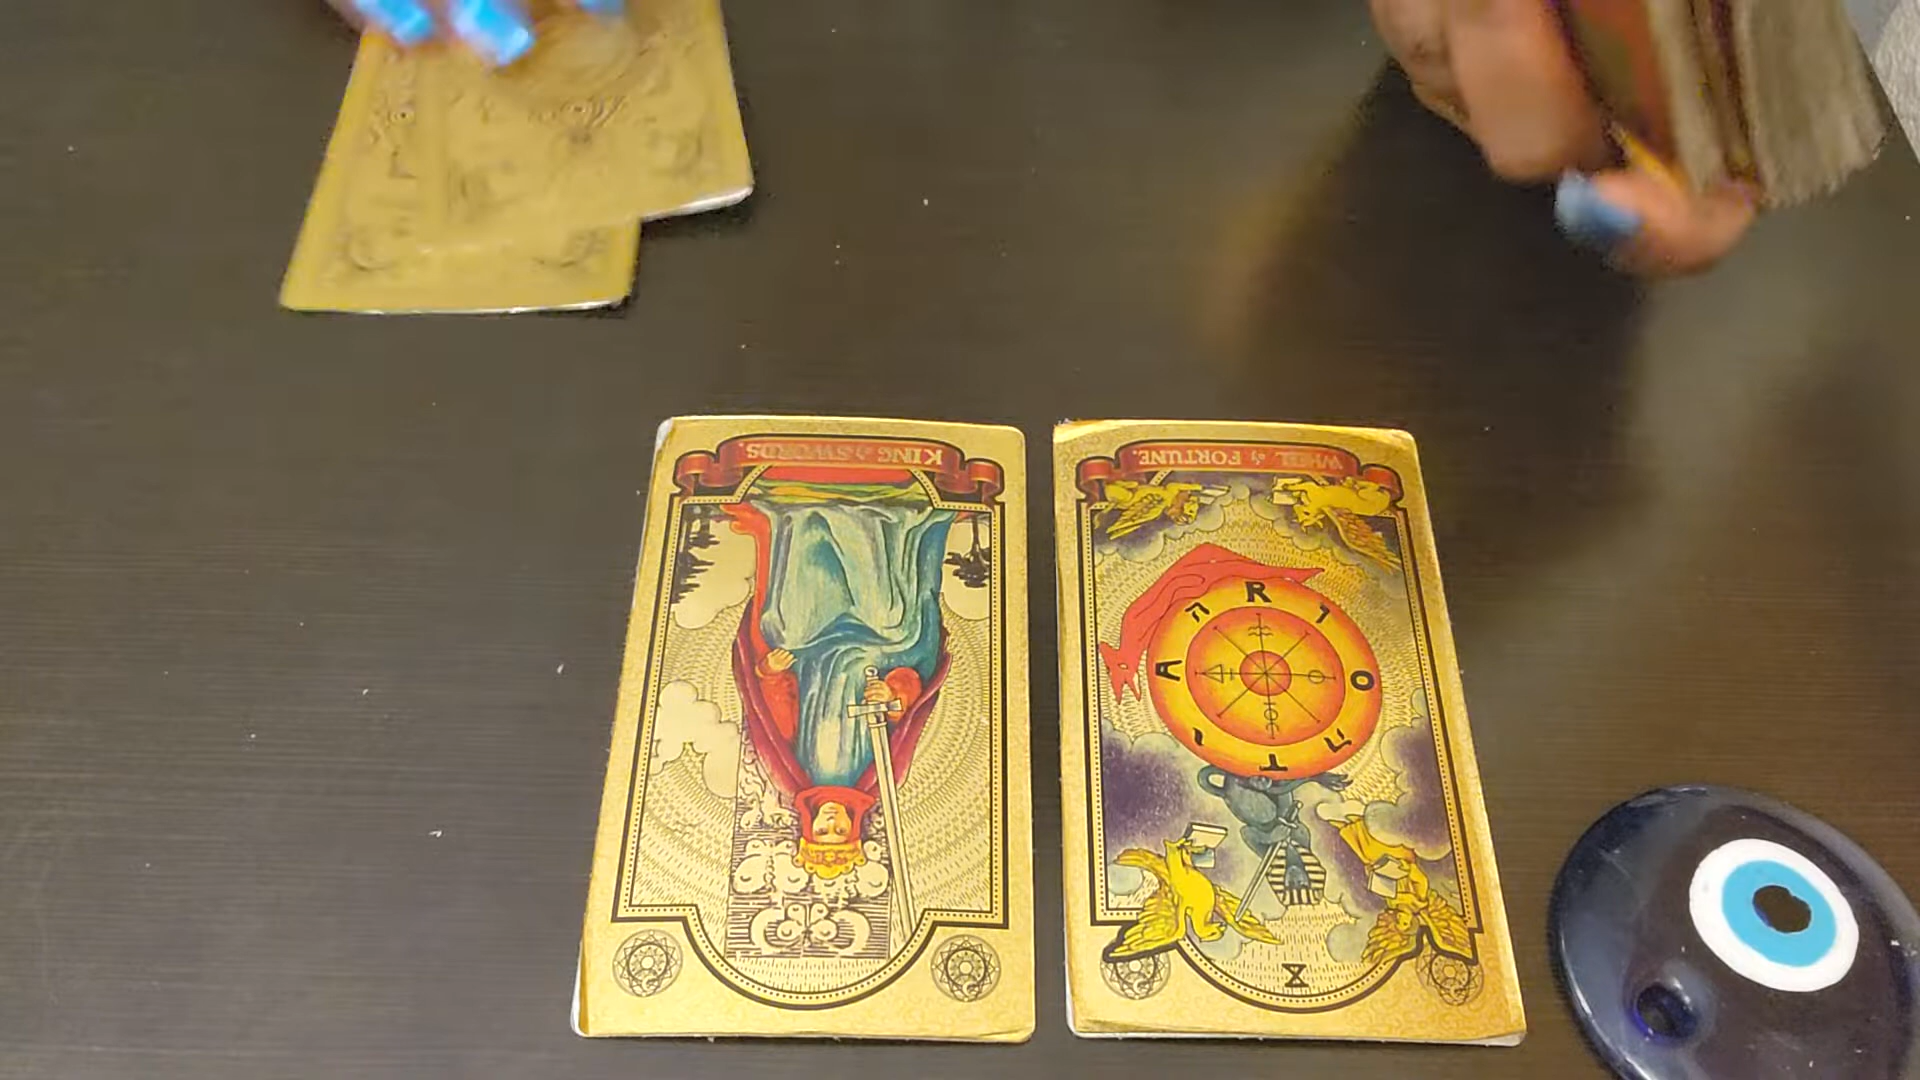 KING of SWORDS.
WHEEL of FORTUNE.
R
ו
O
ה
T
י
A
ה
X